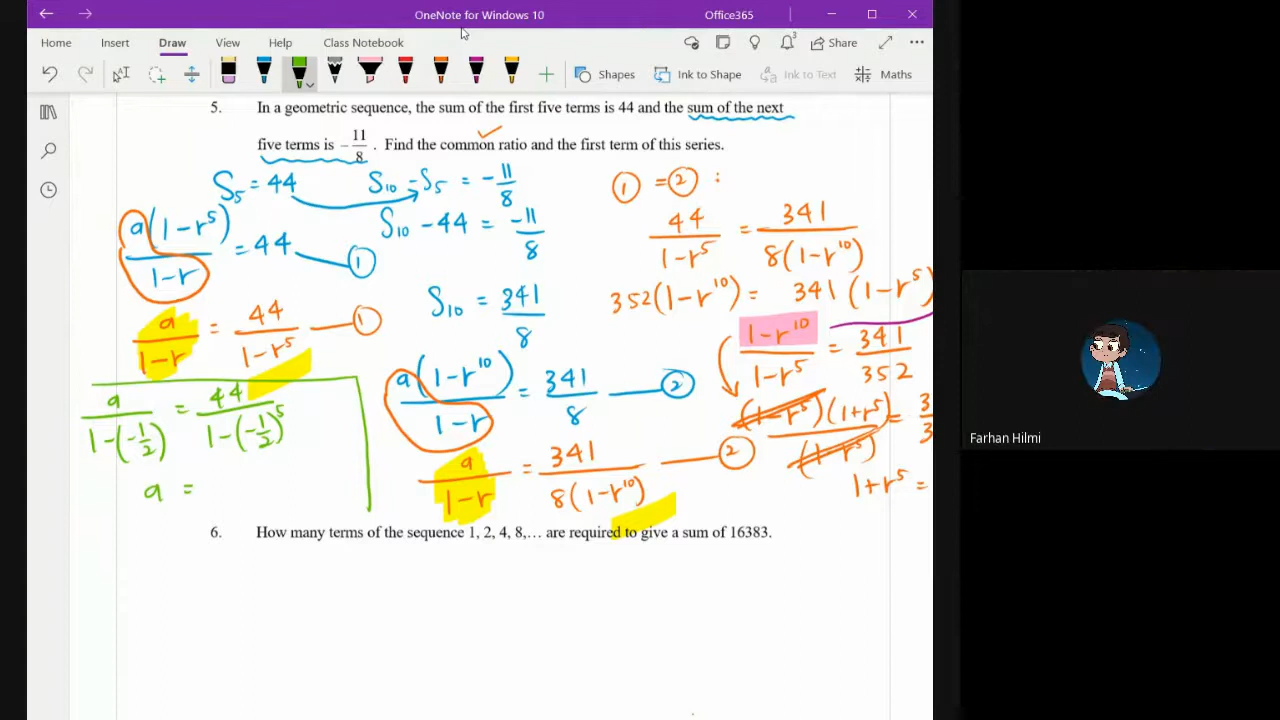 OneNote for Windows 10
Office365
Home Insert Draw View Help Class Notebook Share
Shapes Ink to Shape Ink to Text Maths
5. In a geometric sequence, the sum of the first five terms is 44 and the sum of the next
five terms is -11/8 . Find the common ratio and the first term of this series.
S5 = 44
a(1-r^5)/(1-r) = 44 — ①
a/(1-r) = 44/(1-r^5) — ①
a/(1-(-1/2)) = 44/(1-(-1/2)^5)
a =
S10 - S5 = -11/8
S10 - 44 = -11/8
S10 = 341/8
a(1-r^10)/(1-r) = 341/8 — ②
a/(1-r) = 341/(8(1-r^10)) — ②
① = ② :
44/(1-r^5) = 341/(8(1-r^10))
352(1-r^10) = 341(1-r^5)
(1-r^10)/(1-r^5) = 341/352
(1-r^5)(1+r^5)/(1-r^5) = 3/3
1+r^5 =
6. How many terms of the sequence 1, 2, 4, 8,… are required to give a sum of 16383.
Farhan Hilmi